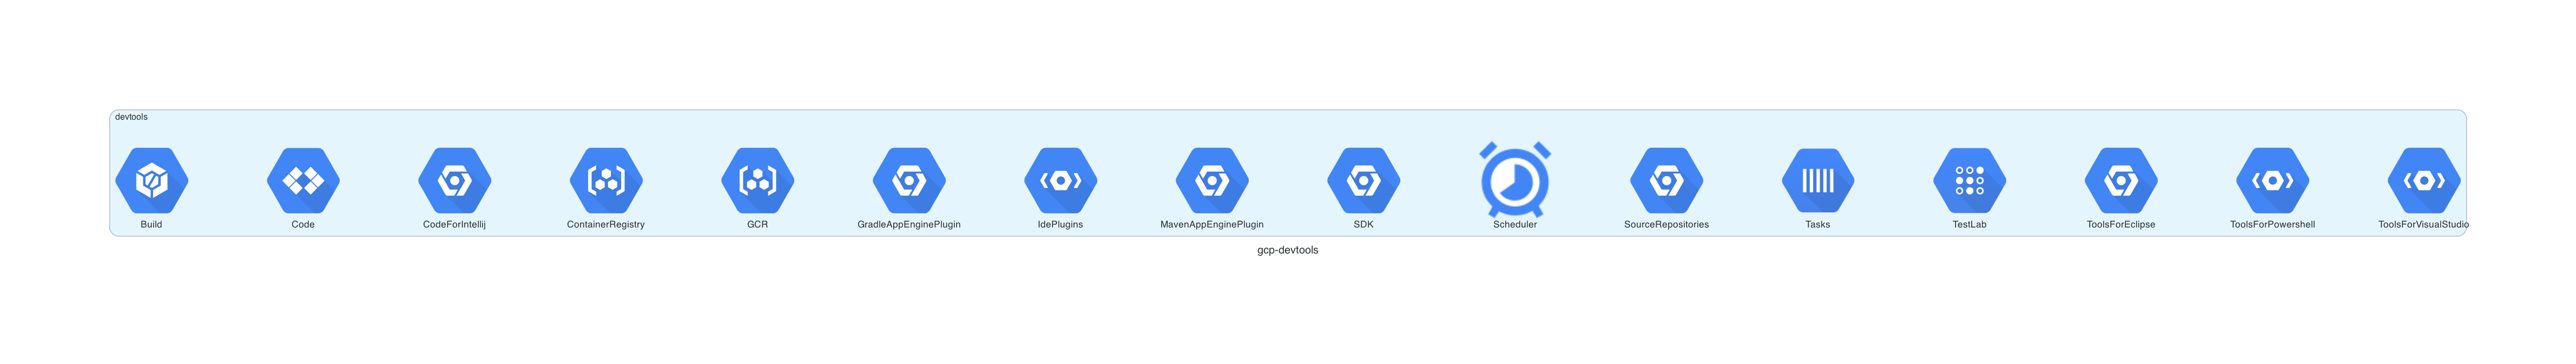 devtools
Build
Code
CodeForIntellij
ContainerRegistry
GCR
GradleAppEnginePlugin
IdePlugins
MavenAppEnginePlugin
SDK
Scheduler
SourceRepositories
Tasks
TestLab
ToolsForEclipse
ToolsForPowershell
ToolsForVisualStudio
gcp-devtools